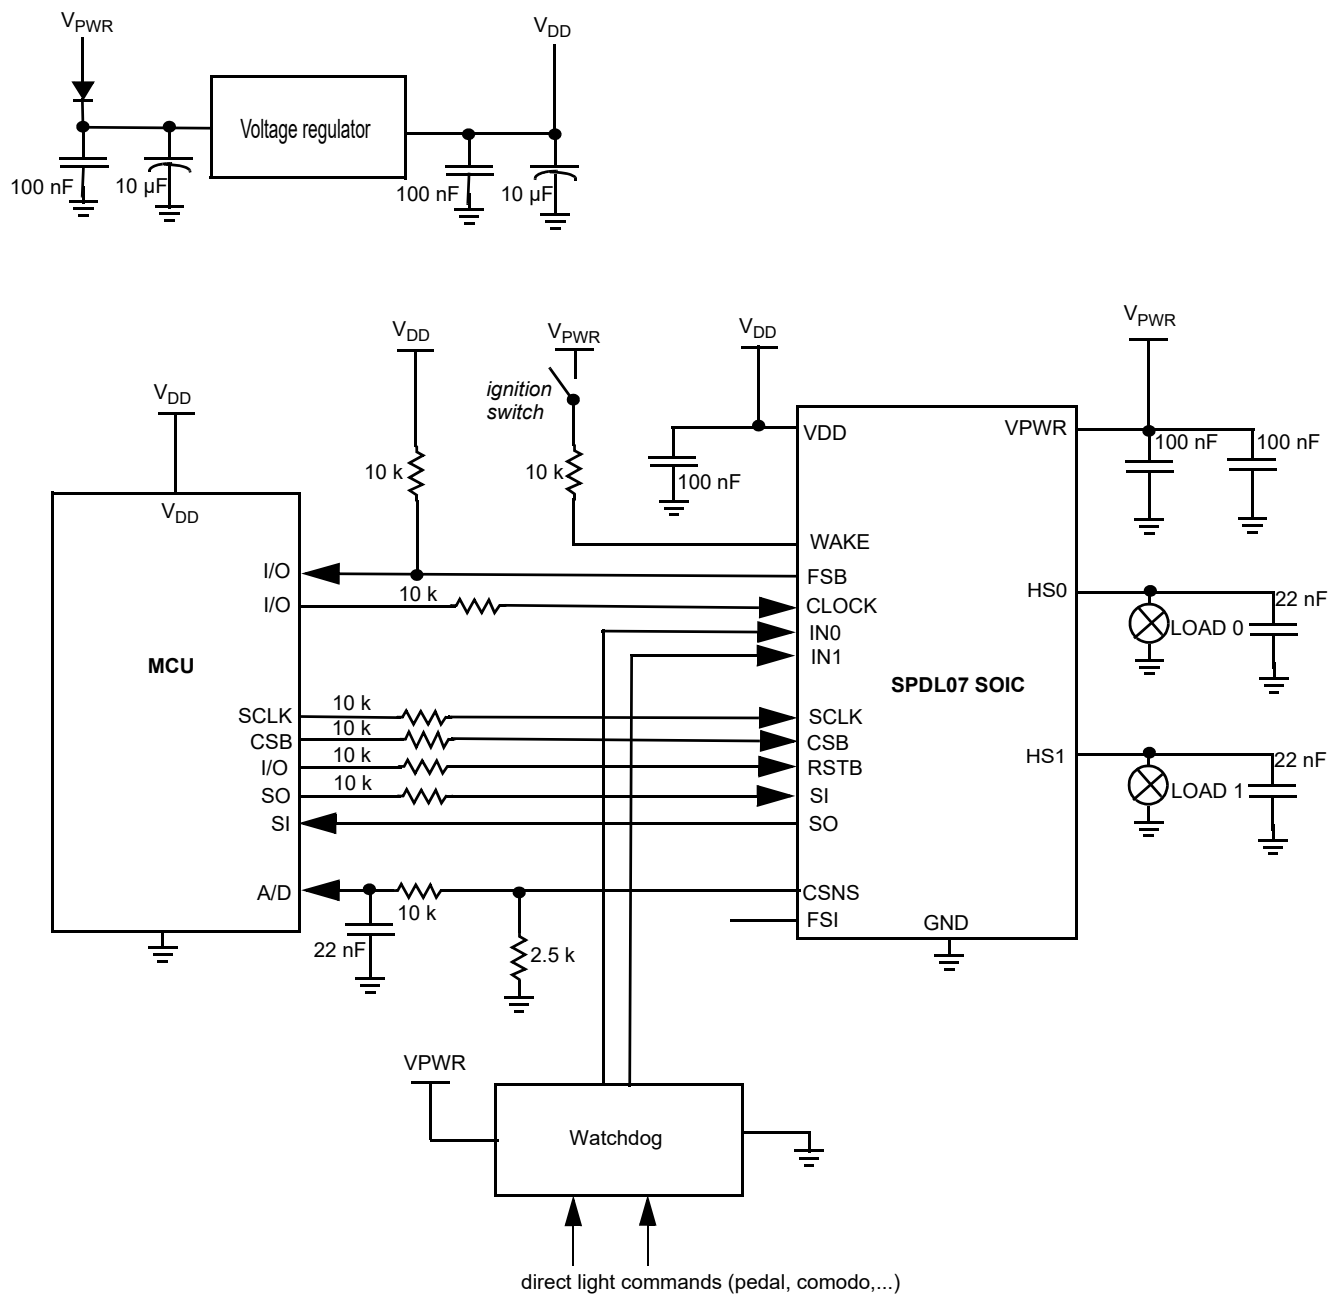 VPWR
VDD
Voltage regulator
100 nF
10 µF
100 nF
10 µF
VDD
VPWR
VDD
VPWR
ignition
switch
VDD
10 k
10 k
100 nF
VDD
VPWR
100 nF
100 nF
VDD
WAKE
I/O
FSB
10 k
I/O
CLOCK
HS0
22 nF
IN0
LOAD 0
IN1
MCU
SPDL07 SOIC
10 k
SCLK
SCLK
10 k
CSB
CSB
10 k
I/O
RSTB
HS1
22 nF
10 k
SO
SI
LOAD 1
SI
SO
A/D
CSNS
10 k
FSI
GND
22 nF
2.5 k
VPWR
Watchdog
direct light commands (pedal, comodo,...)